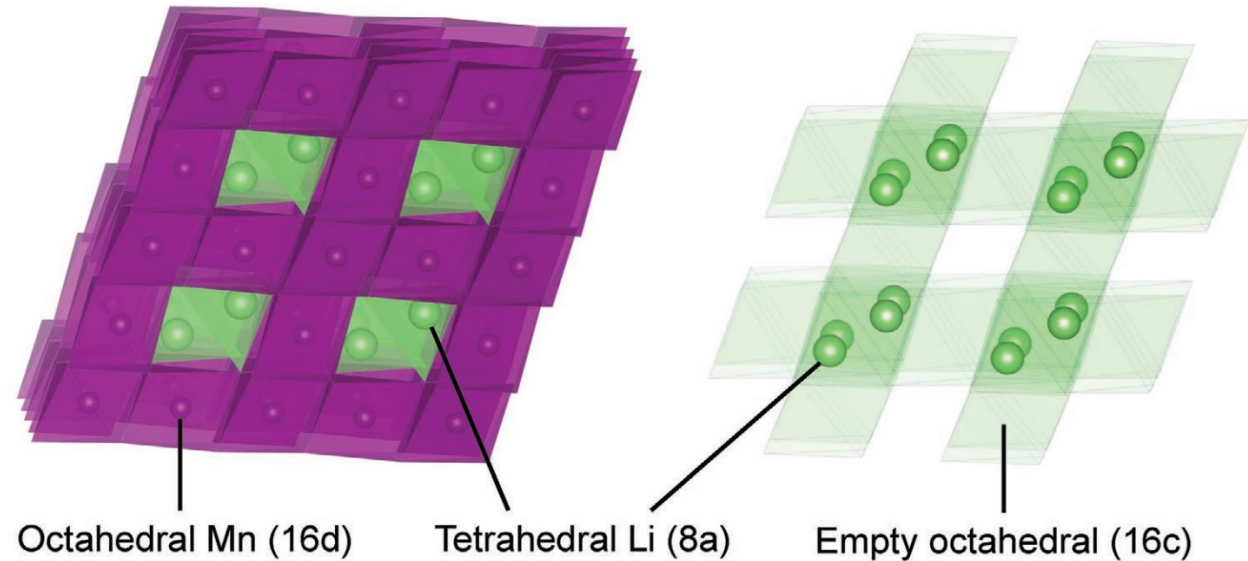 Octahedral Mn (16d)
Tetrahedral Li (8a)
Empty octahedral (16c)